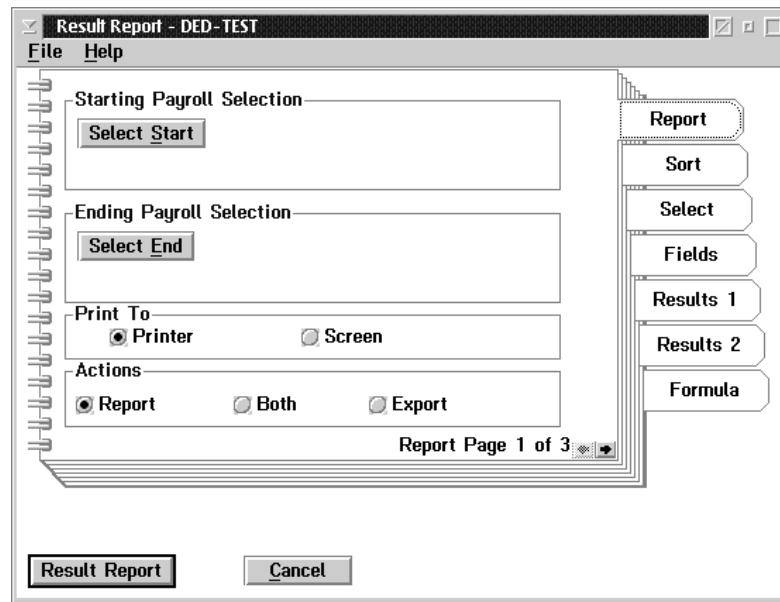 Result Report - DED-TEST
File Help
Starting Payroll Selection
Select Start
Ending Payroll Selection
Select End
Print To
Printer Screen
Actions
Report Both Export
Report Page 1 of 3
Report
Sort
Select
Fields
Results 1
Results 2
Formula
Result Report Cancel